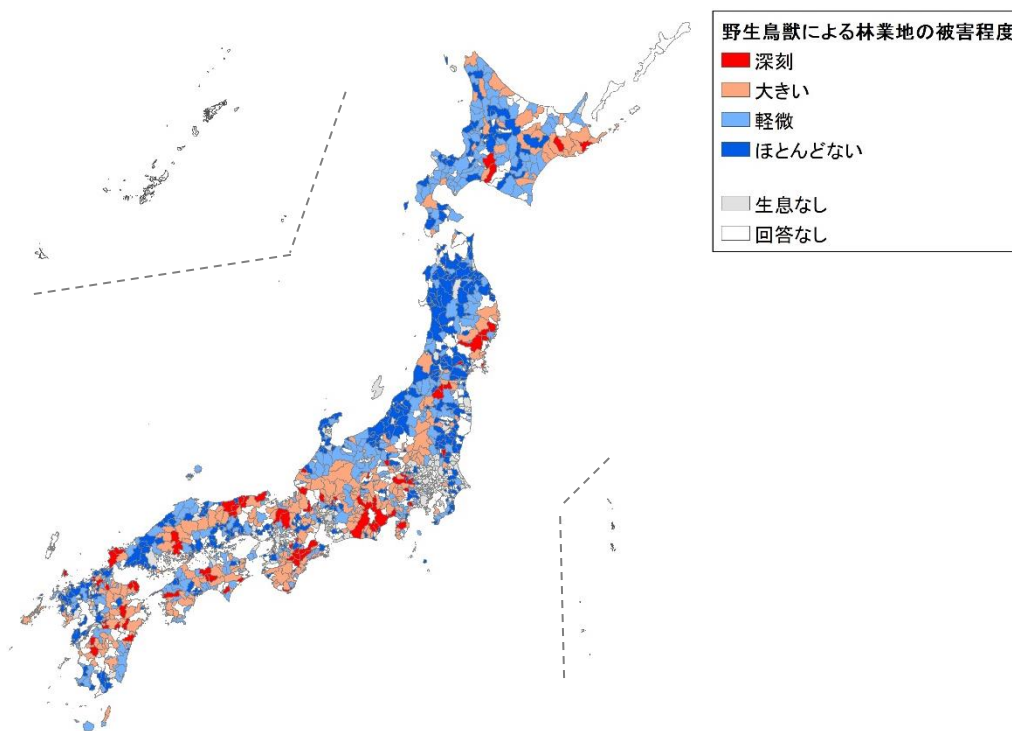 野生鳥獣による林業地の被害程度
深刻
大きい
軽微
ほとんどない
生息なし
回答なし